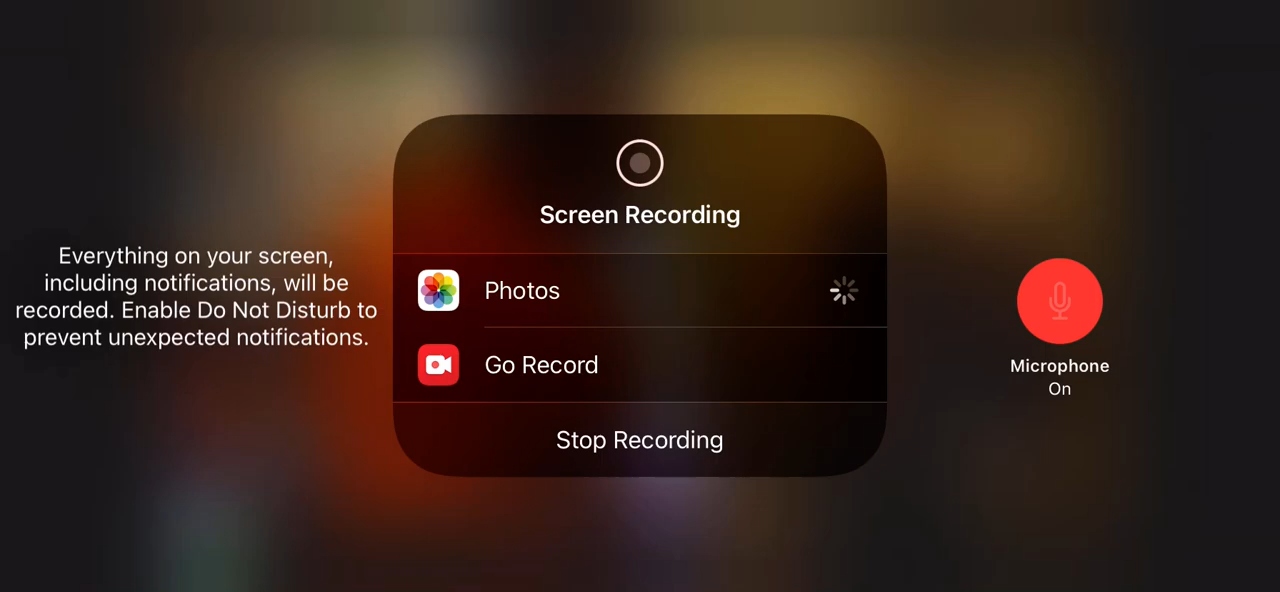 Everything on your screen,
including notifications, will be
recorded. Enable Do Not Disturb to
prevent unexpected notifications.
Screen Recording
Photos
Go Record
Stop Recording
Microphone
On